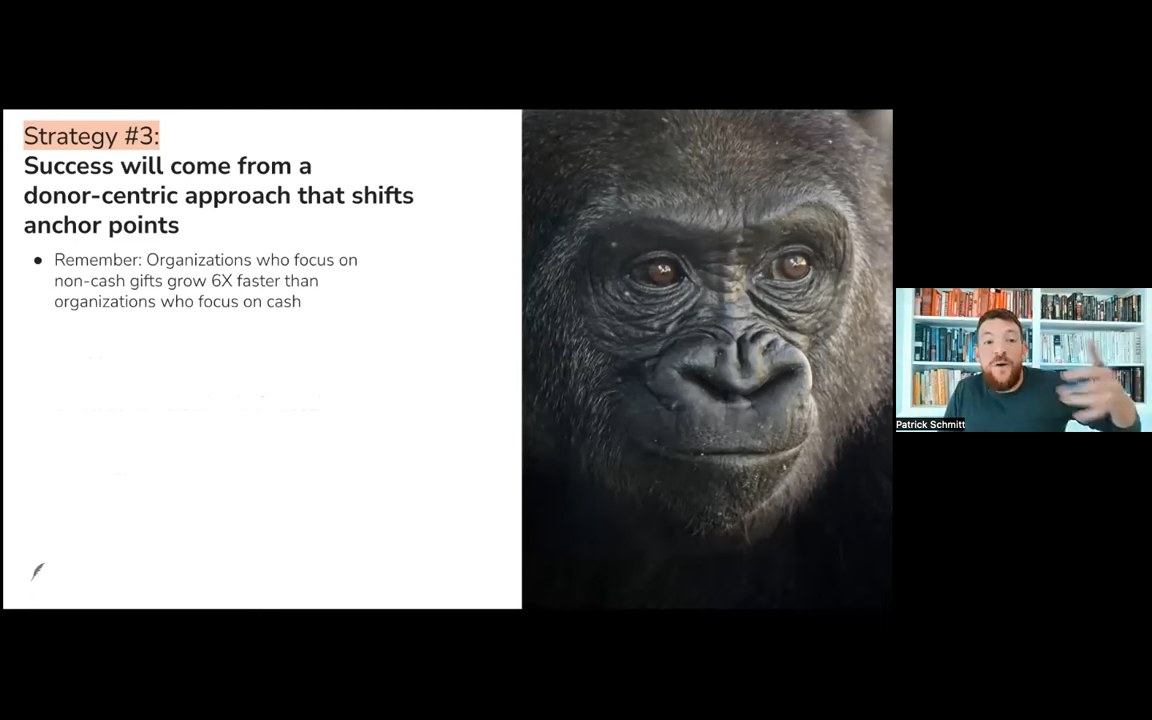 Strategy #3:
Success will come from a
donor-centric approach that shifts
anchor points
● Remember: Organizations who focus on
non-cash gifts grow 6X faster than
organizations who focus on cash
Patrick Schmitt